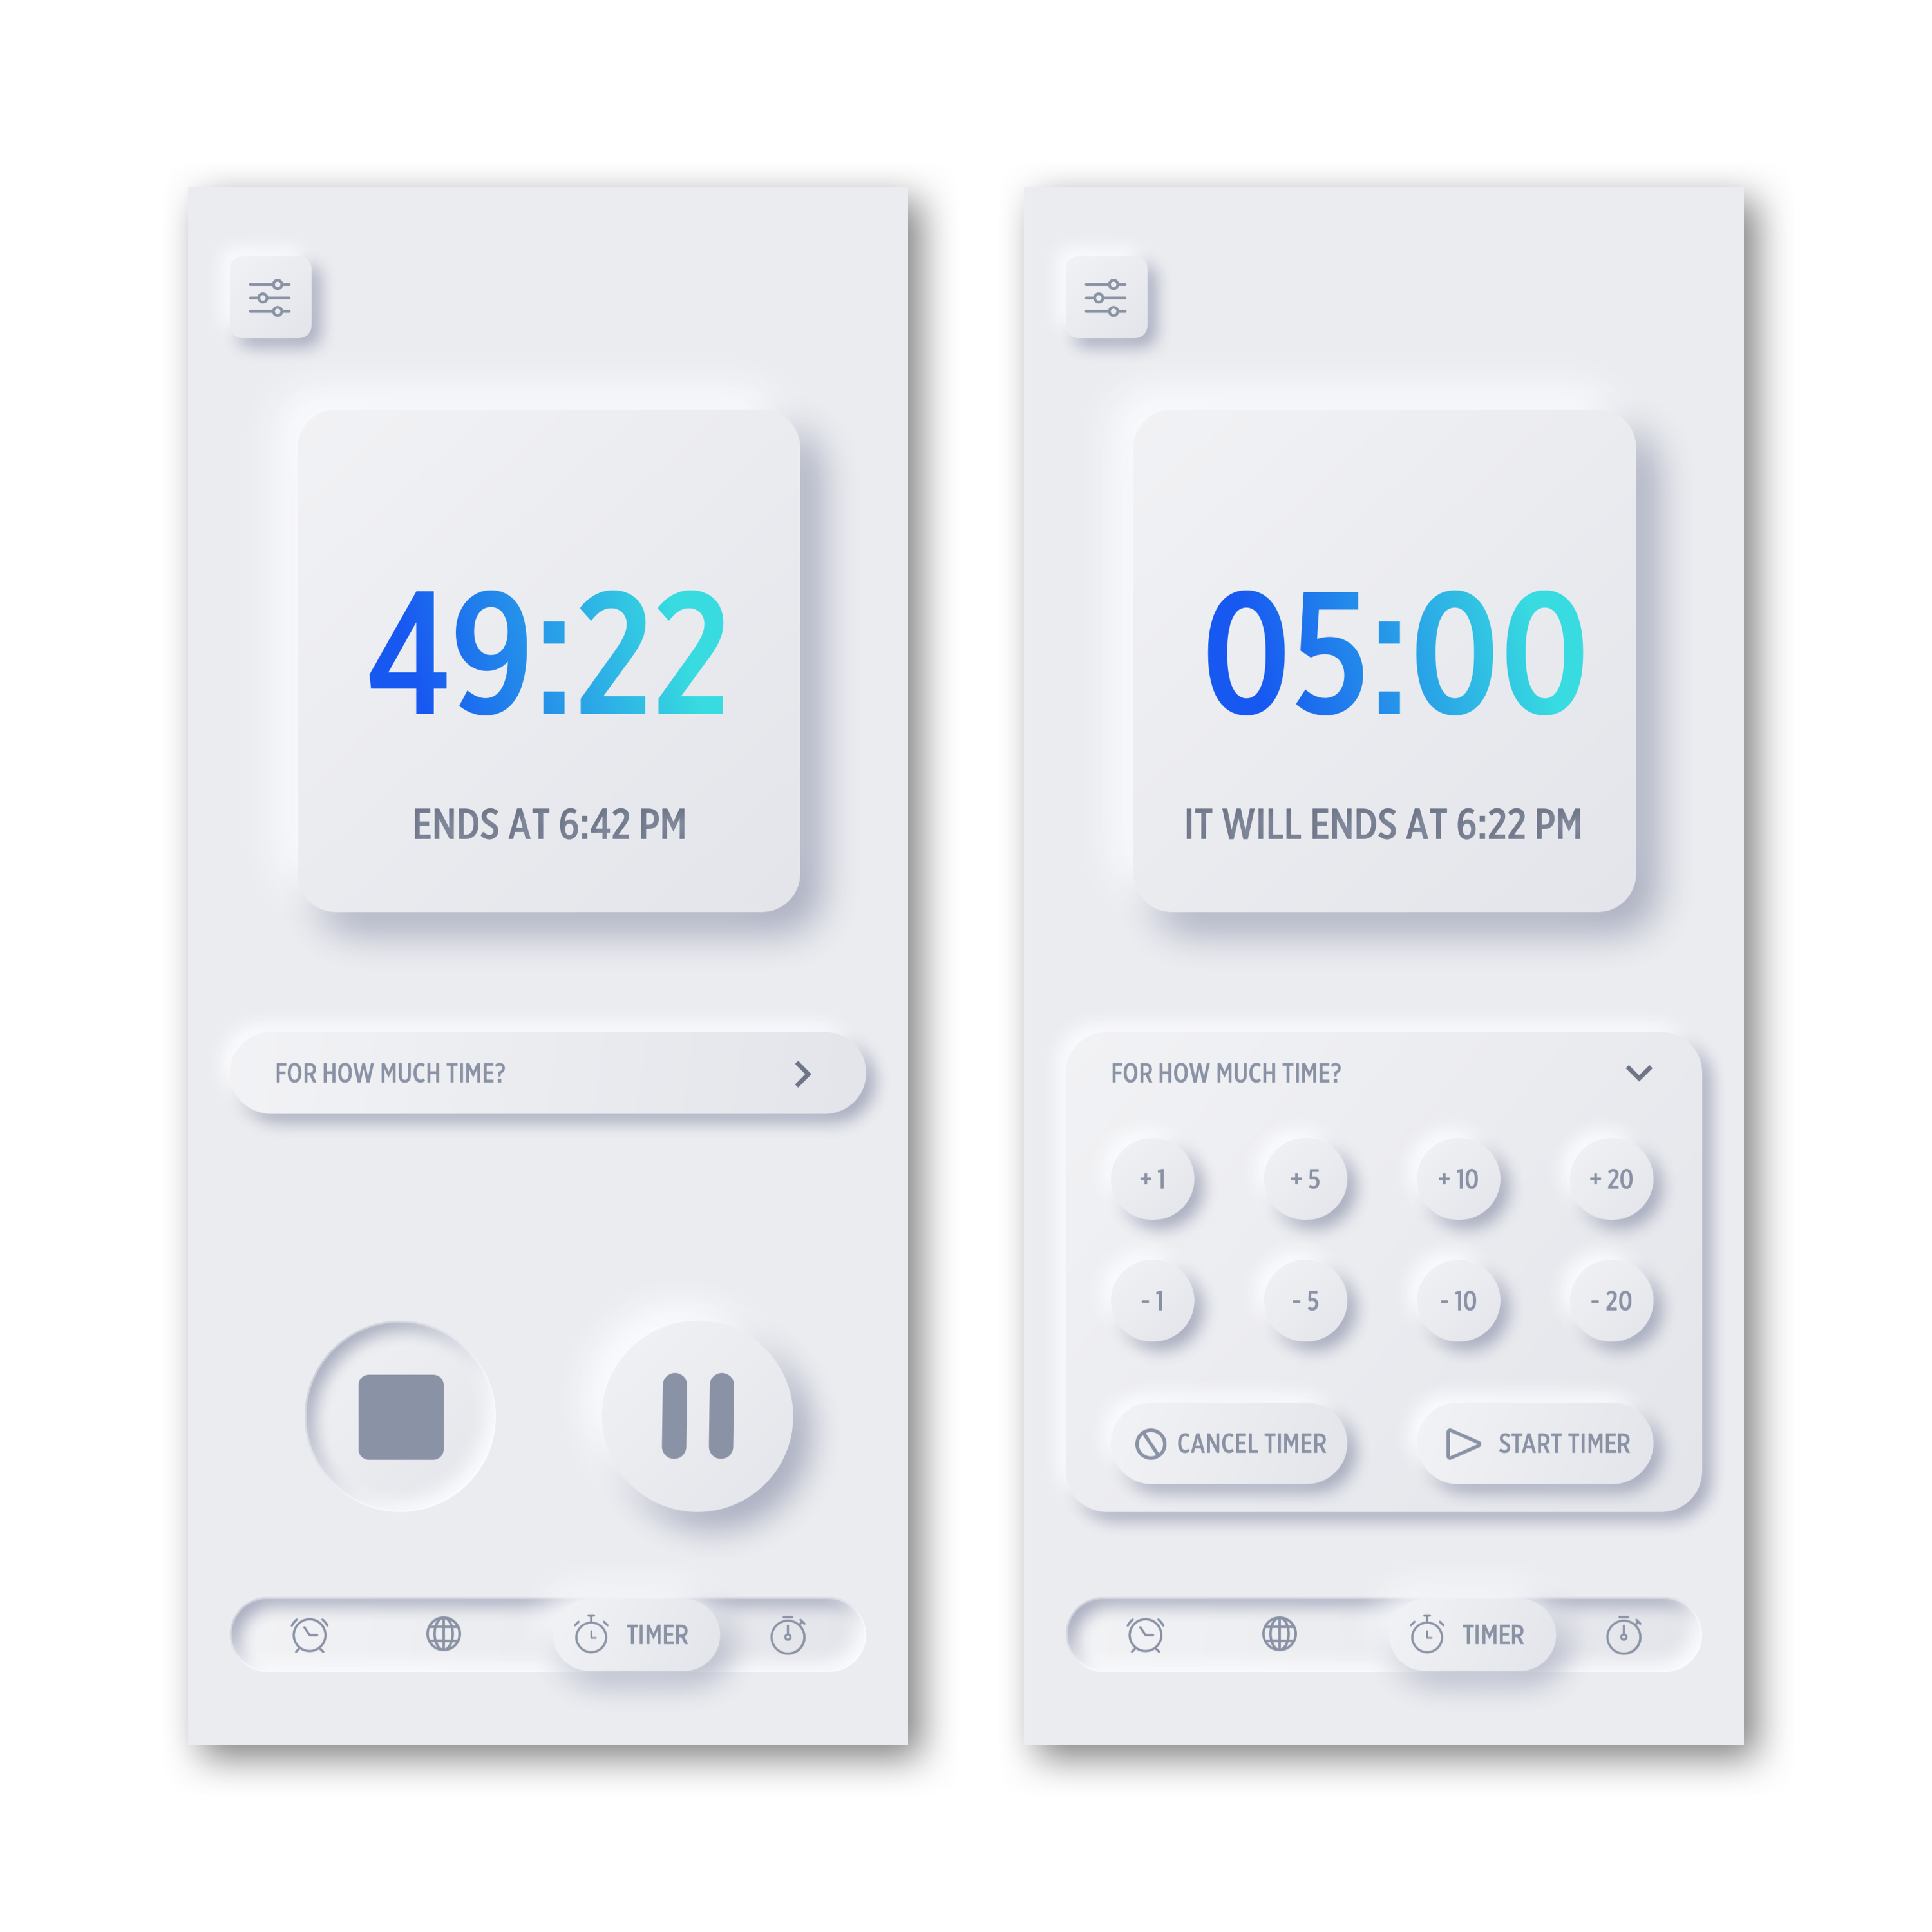 49:22
ENDS AT 6:42 PM
FOR HOW MUCH TIME?
TIMER
05:00
IT WILL ENDS AT 6:22 PM
FOR HOW MUCH TIME?
+ 1 + 5 + 10 + 20
- 1 - 5 - 10 - 20
CANCEL TIMER START TIMER
TIMER